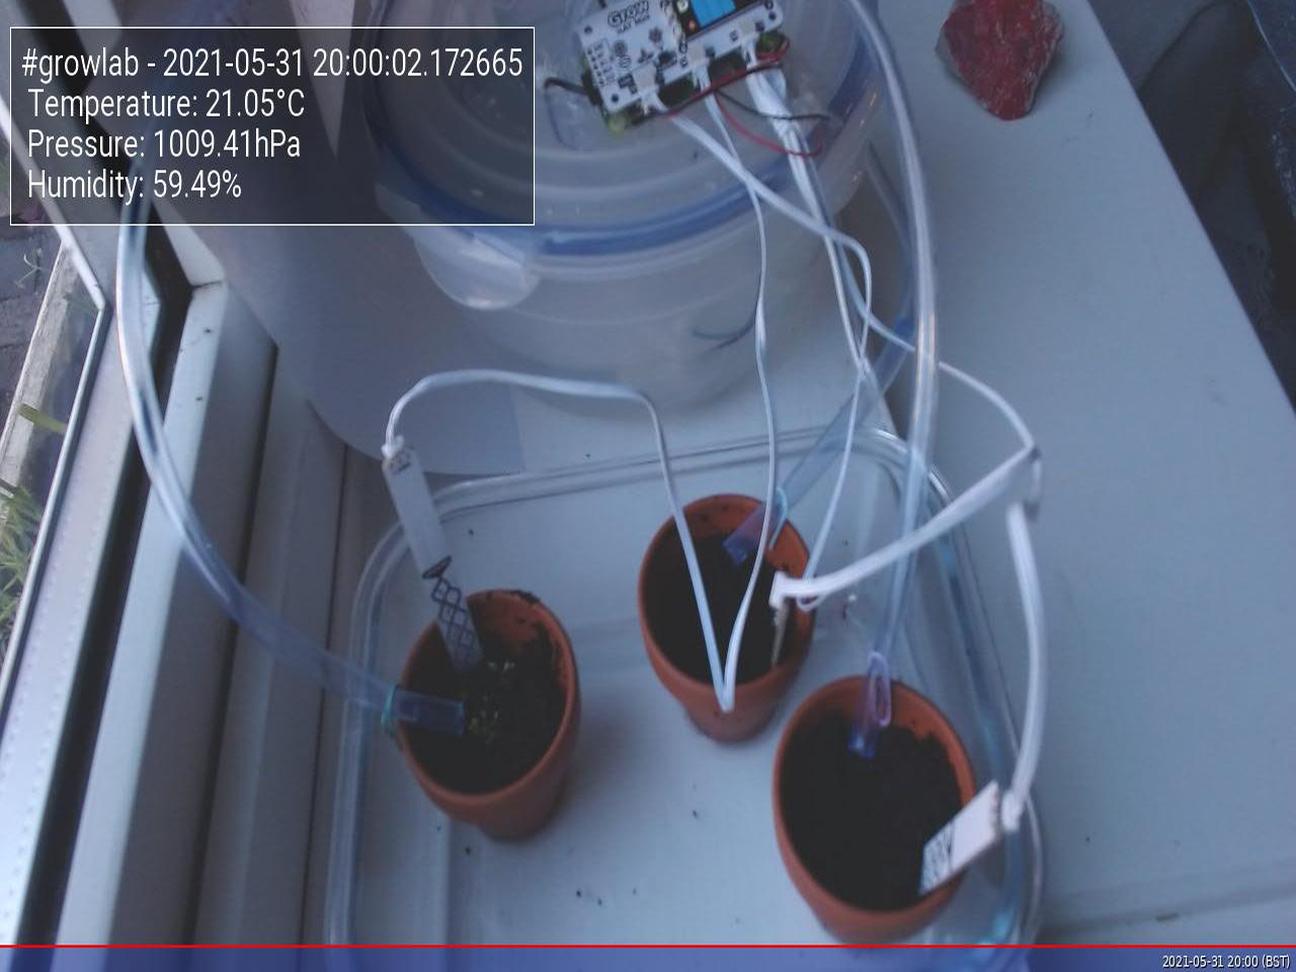 #growlab - 2021-05-31 20:00:02.172665
Temperature: 21.05°C
Pressure: 1009.41hPa
Humidity: 59.49%
Grow
2021-05-31 20:00 (BST)